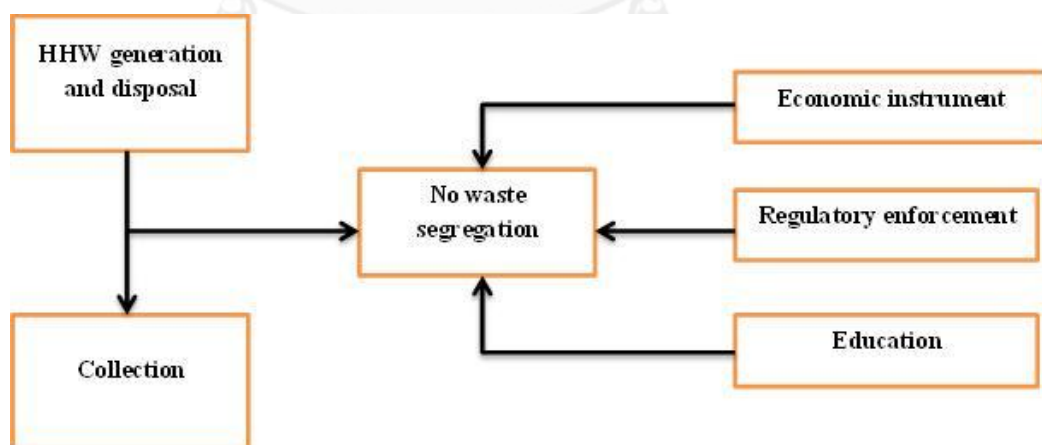 HHW generation
and disposal
Economic instrument
No waste
segregation
Regulatory enforcement
Education
Collection